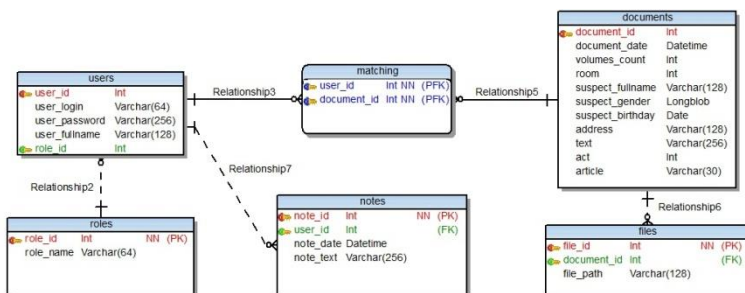 documents
document_id Int
document_date Datetime
volumes_count Int
room Int
suspect_fullname Varchar(128)
suspect_gender Longblob
suspect_birthday Date
address Varchar(128)
text Varchar(256)
act Int
article Varchar(30)
users
user_id Int
user_login Varchar(64)
user_password Varchar(256)
user_fullname Varchar(128)
role_id Int
Relationship3
matching
user_id Int NN (PFK)
document_id Int NN (PFK)
Relationship5
Relationship2
Relationship7
Relationship6
roles
role_id Int NN (PK)
role_name Varchar(64)
notes
note_id Int NN (PK)
user_id Int (FK)
note_date Datetime
note_text Varchar(256)
files
file_id Int NN (PK)
document_id Int (FK)
file_path Varchar(128)